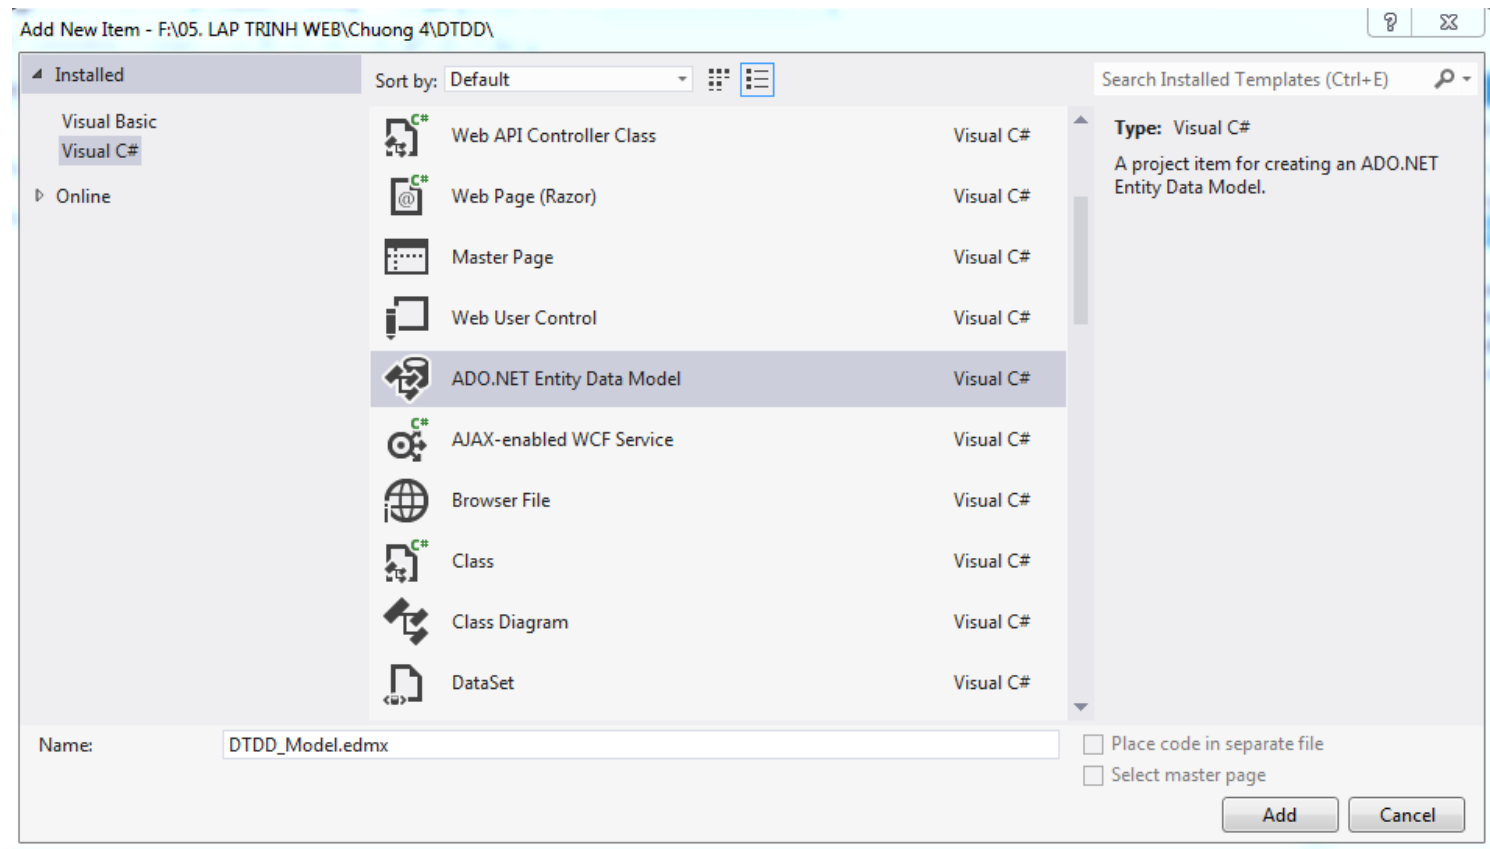 Add New Item - F:\05. LAP TRINH WEB\Chuong 4\DTDD\
Installed
Visual Basic
Visual C#
Online
Sort by: Default
Search Installed Templates (Ctrl+E)
Web API Controller Class Visual C#
Web Page (Razor) Visual C#
Master Page Visual C#
Web User Control Visual C#
ADO.NET Entity Data Model Visual C#
AJAX-enabled WCF Service Visual C#
Browser File Visual C#
Class Visual C#
Class Diagram Visual C#
DataSet Visual C#
Type: Visual C#
A project item for creating an ADO.NET
Entity Data Model.
Name: DTDD_Model.edmx
Place code in separate file
Select master page
Add Cancel